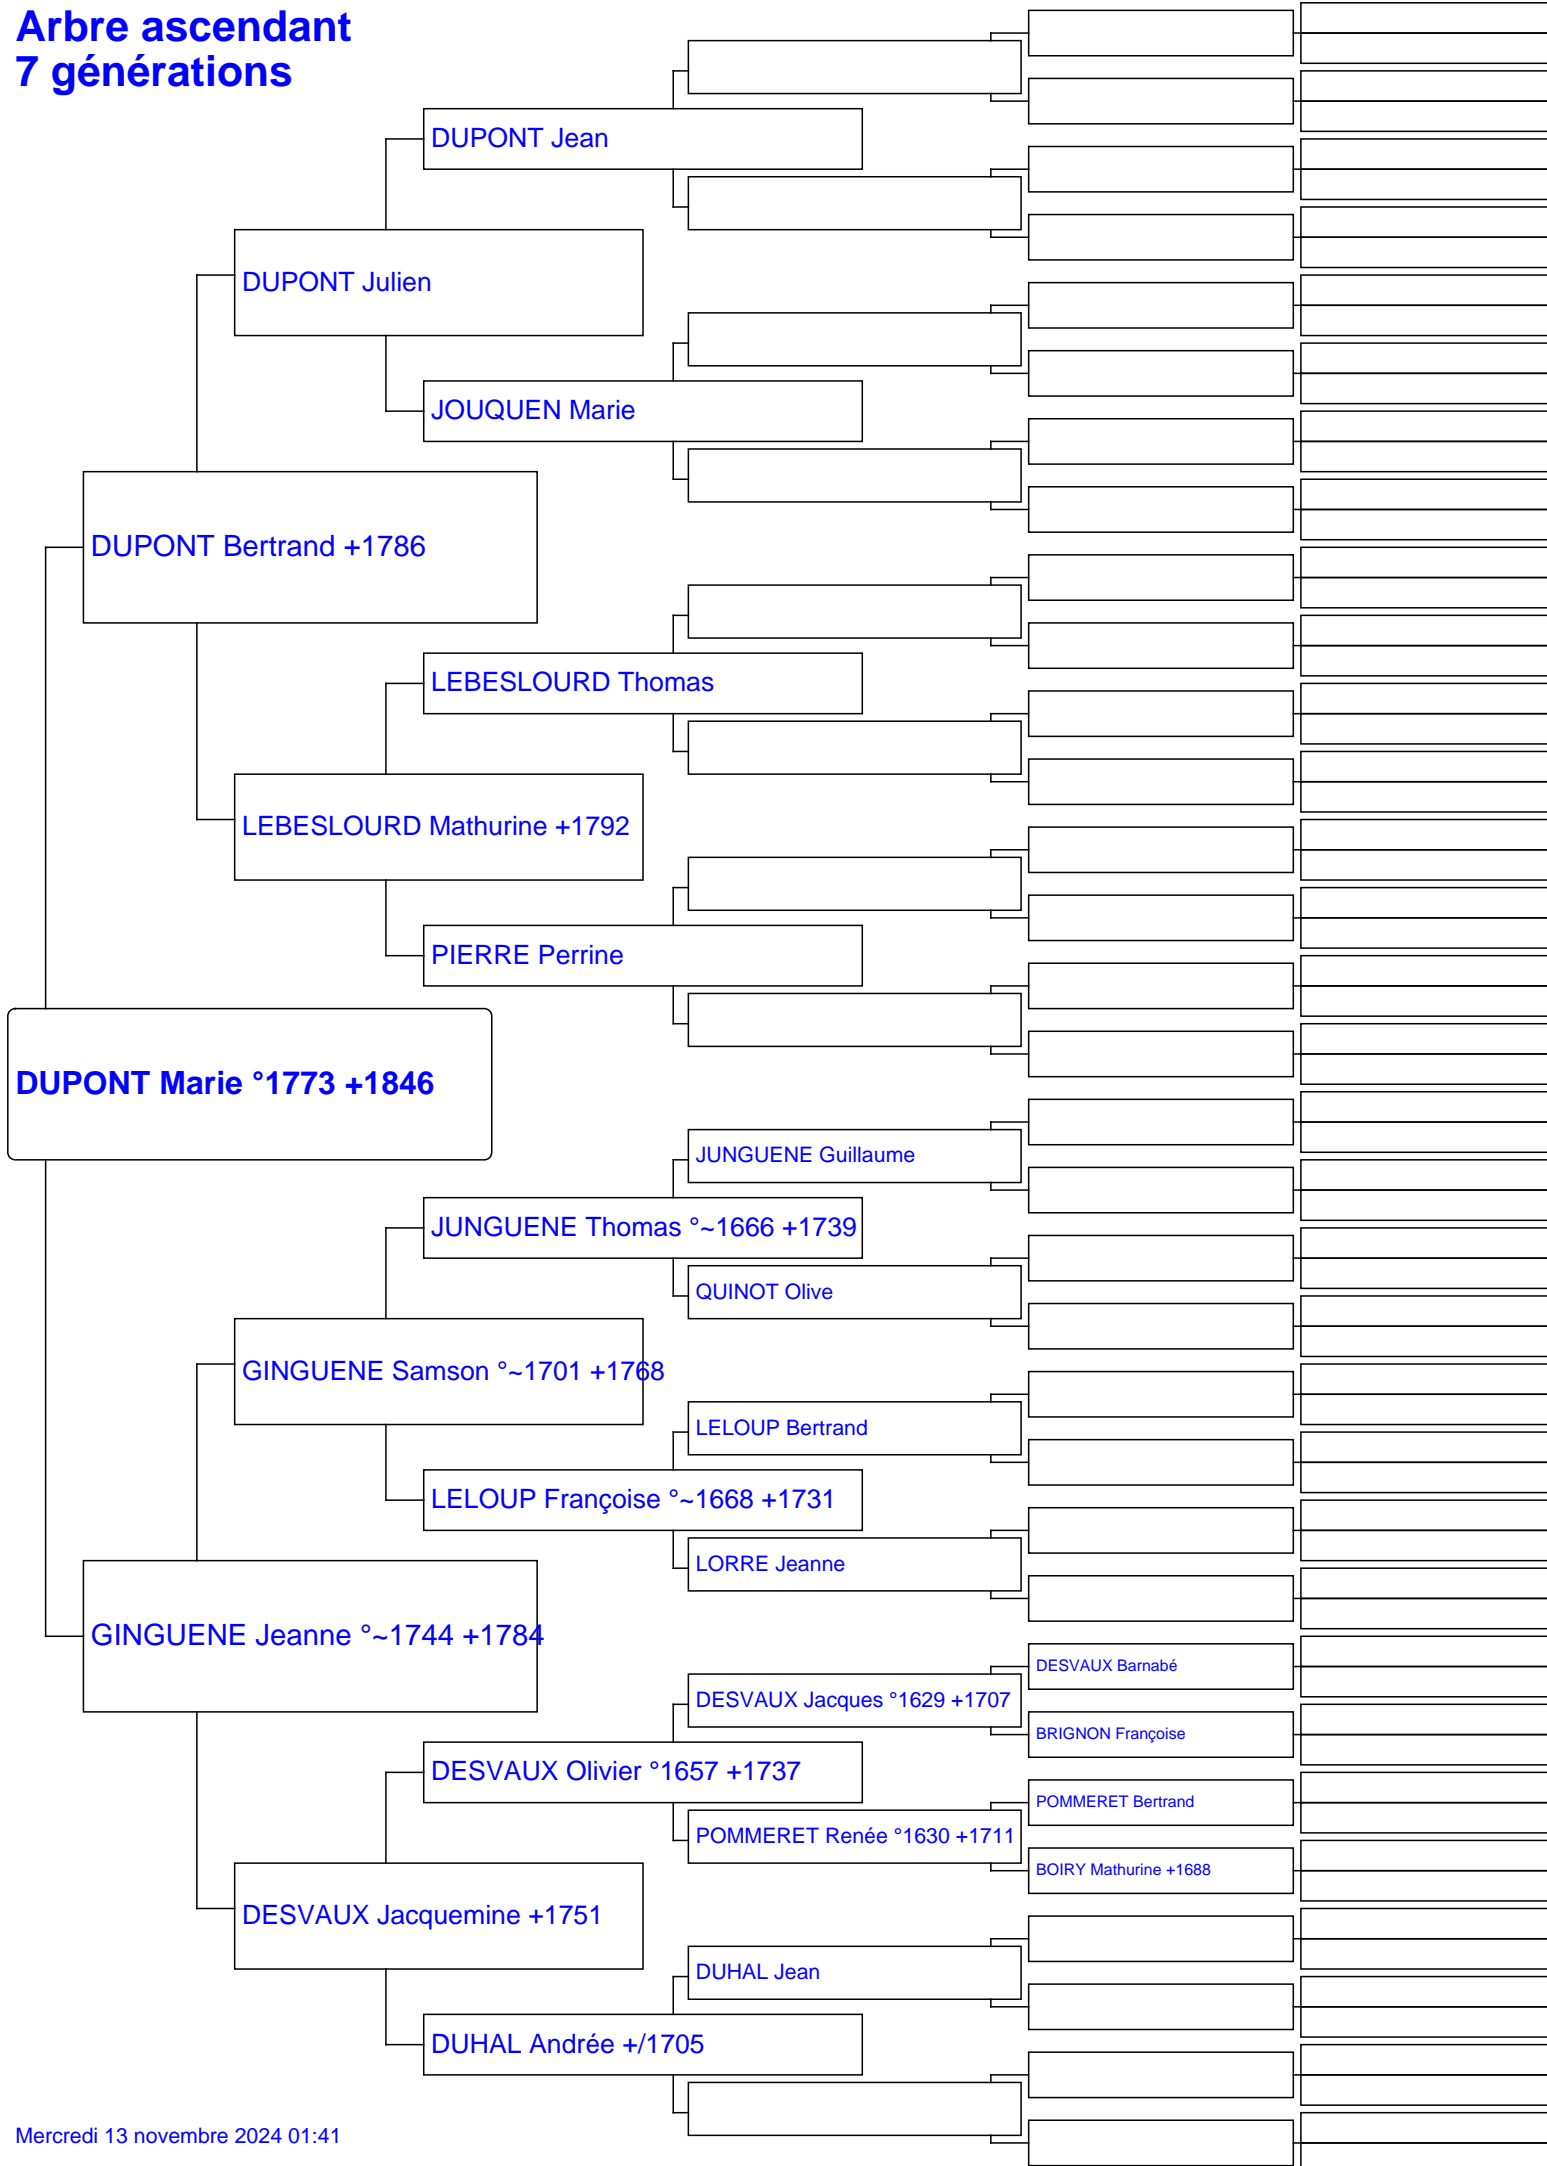 Arbre ascendant
7 générations
DUPONT Jean
DUPONT Julien
JOUQUEN Marie
DUPONT Bertrand +1786
LEBESLOURD Thomas
LEBESLOURD Mathurine +1792
PIERRE Perrine
DUPONT Marie °1773 +1846
JUNGUENE Guillaume
JUNGUENE Thomas °~1666 +1739
QUINOT Olive
GINGUENE Samson °~1701 +1768
LELOUP Bertrand
LELOUP Françoise °~1668 +1731
LORRE Jeanne
GINGUENE Jeanne °~1744 +1784
DESVAUX Barnabé
DESVAUX Jacques °1629 +1707
BRIGNON Françoise
DESVAUX Olivier °1657 +1737
POMMERET Bertrand
POMMERET Renée °1630 +1711
BOIRY Mathurine +1688
DESVAUX Jacquemine +1751
DUHAL Jean
DUHAL Andrée +/1705
Mercredi 13 novembre 2024 01:41